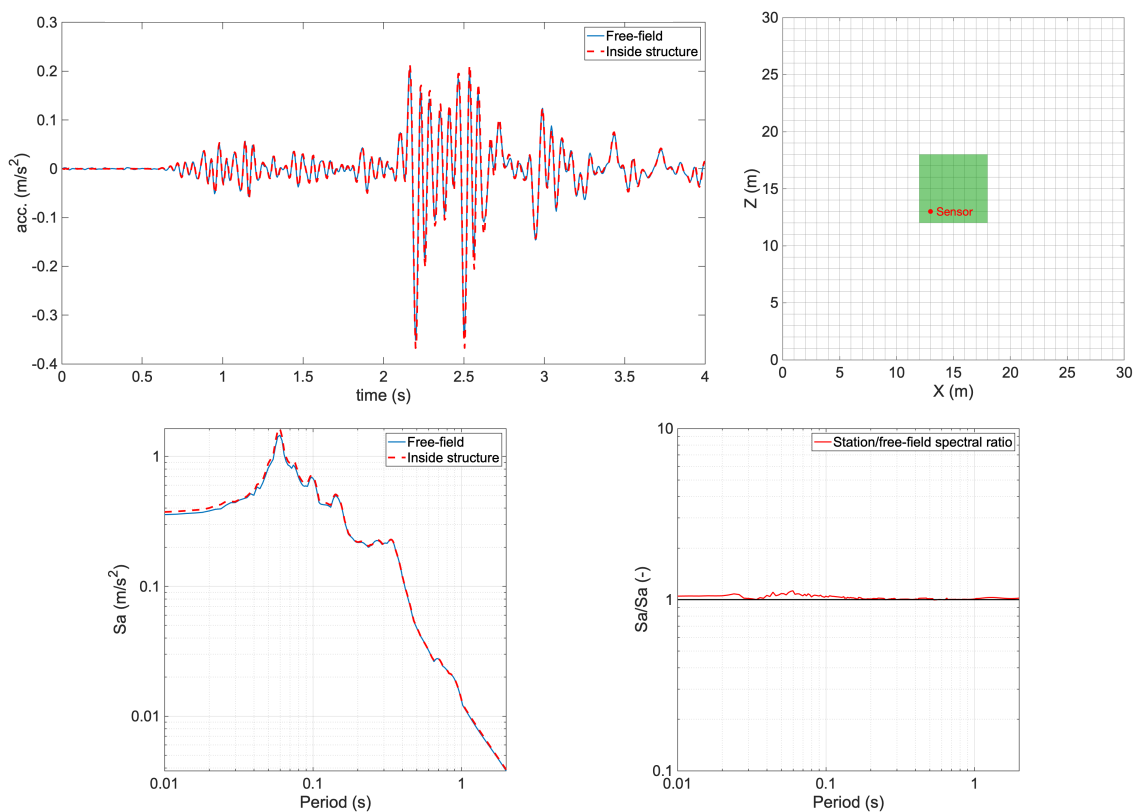 0.3
0.2
0.1
0
-0.1
-0.2
-0.3
-0.4
acc. (m/s²)
Free-field
Inside structure
0 0.5 1 1.5 2 2.5 3 3.5 4
time (s)
30
25
20
15
10
5
0
Z (m)
Sensor
0 5 10 15 20 25 30
X (m)
1
0.1
0.01
Sa (m/s²)
Free-field
Inside structure
0.01 0.1 1
Period (s)
10
1
0.1
Sa/Sa (-)
Station/free-field spectral ratio
0.01 0.1 1
Period (s)